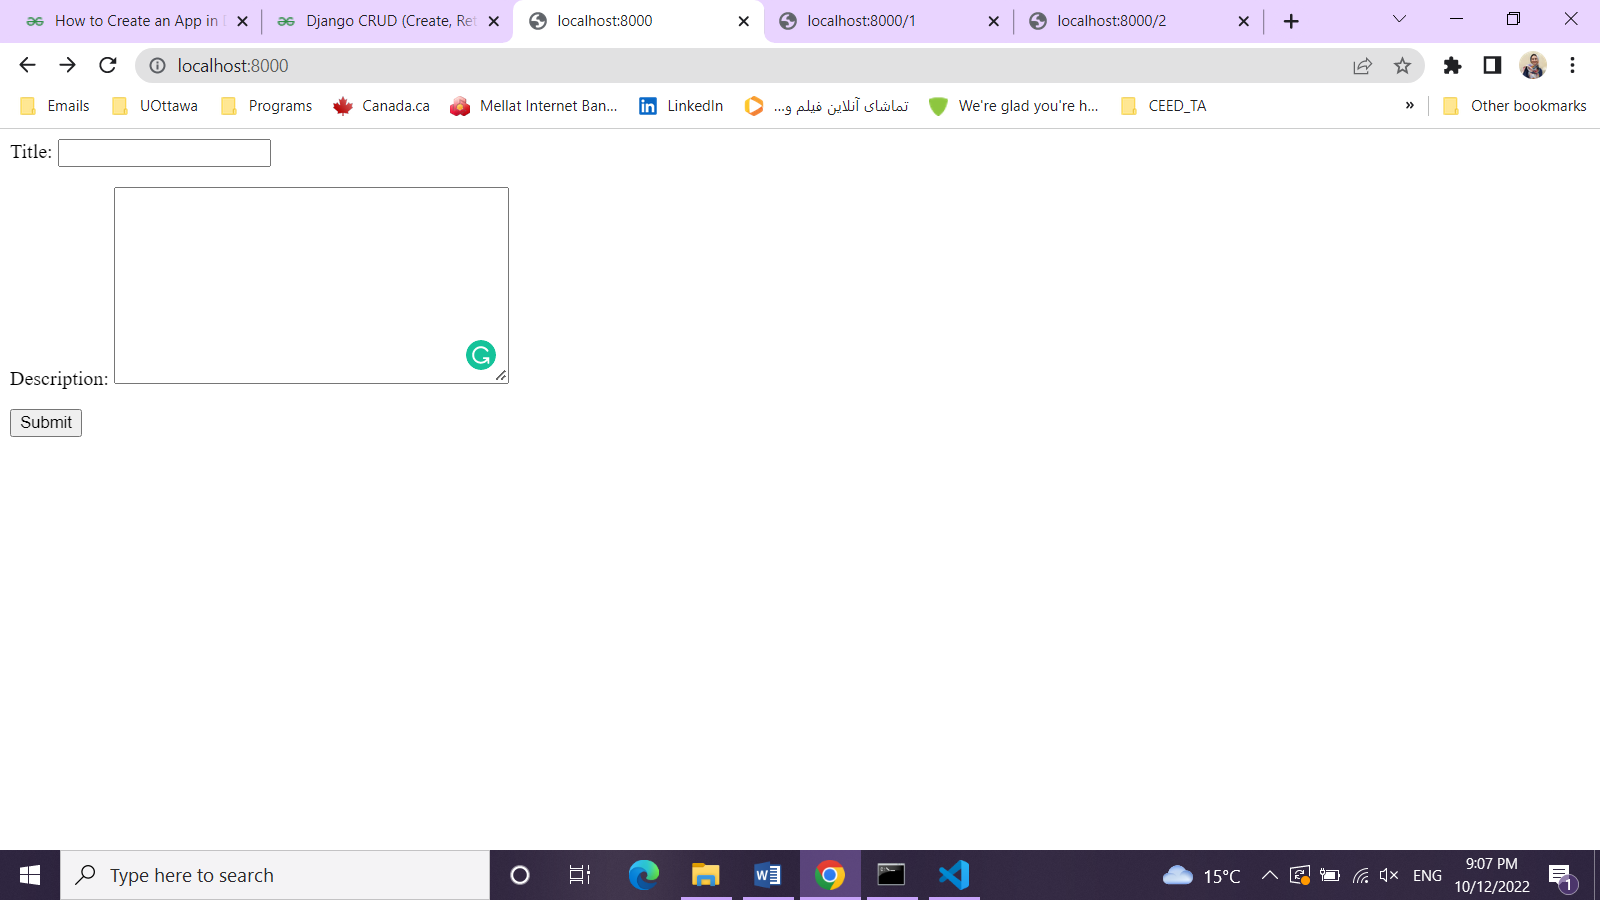 How to Create an App in
Django CRUD (Create, Ret
localhost:8000
localhost:8000/1
localhost:8000/2
localhost:8000
Emails
UOttawa
Programs
Canada.ca
Mellat Internet Ban...
LinkedIn
تماشای آنلاین فیلم و...
We're glad you're h...
CEED_TA
»
Other bookmarks
Title:
Description:
Submit
Type here to search
15°C
ENG
9:07 PM
10/12/2022
1